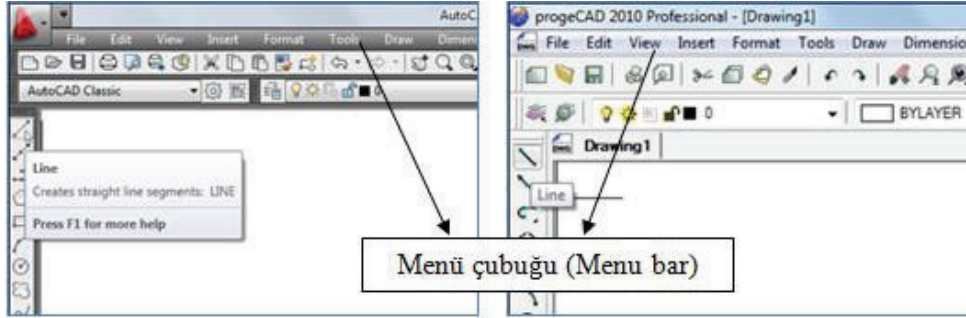 AutoC
File Edit View Insert Format Tools Draw Dimen
AutoCAD Classic
0
Line
Creates straight line segments: LINE
Press F1 for more help
progeCAD 2010 Professional - [Drawing1]
File Edit View Insert Format Tools Draw Dimensio
0 BYLAYER
Drawing1
Line
Menü çubuğu (Menu bar)